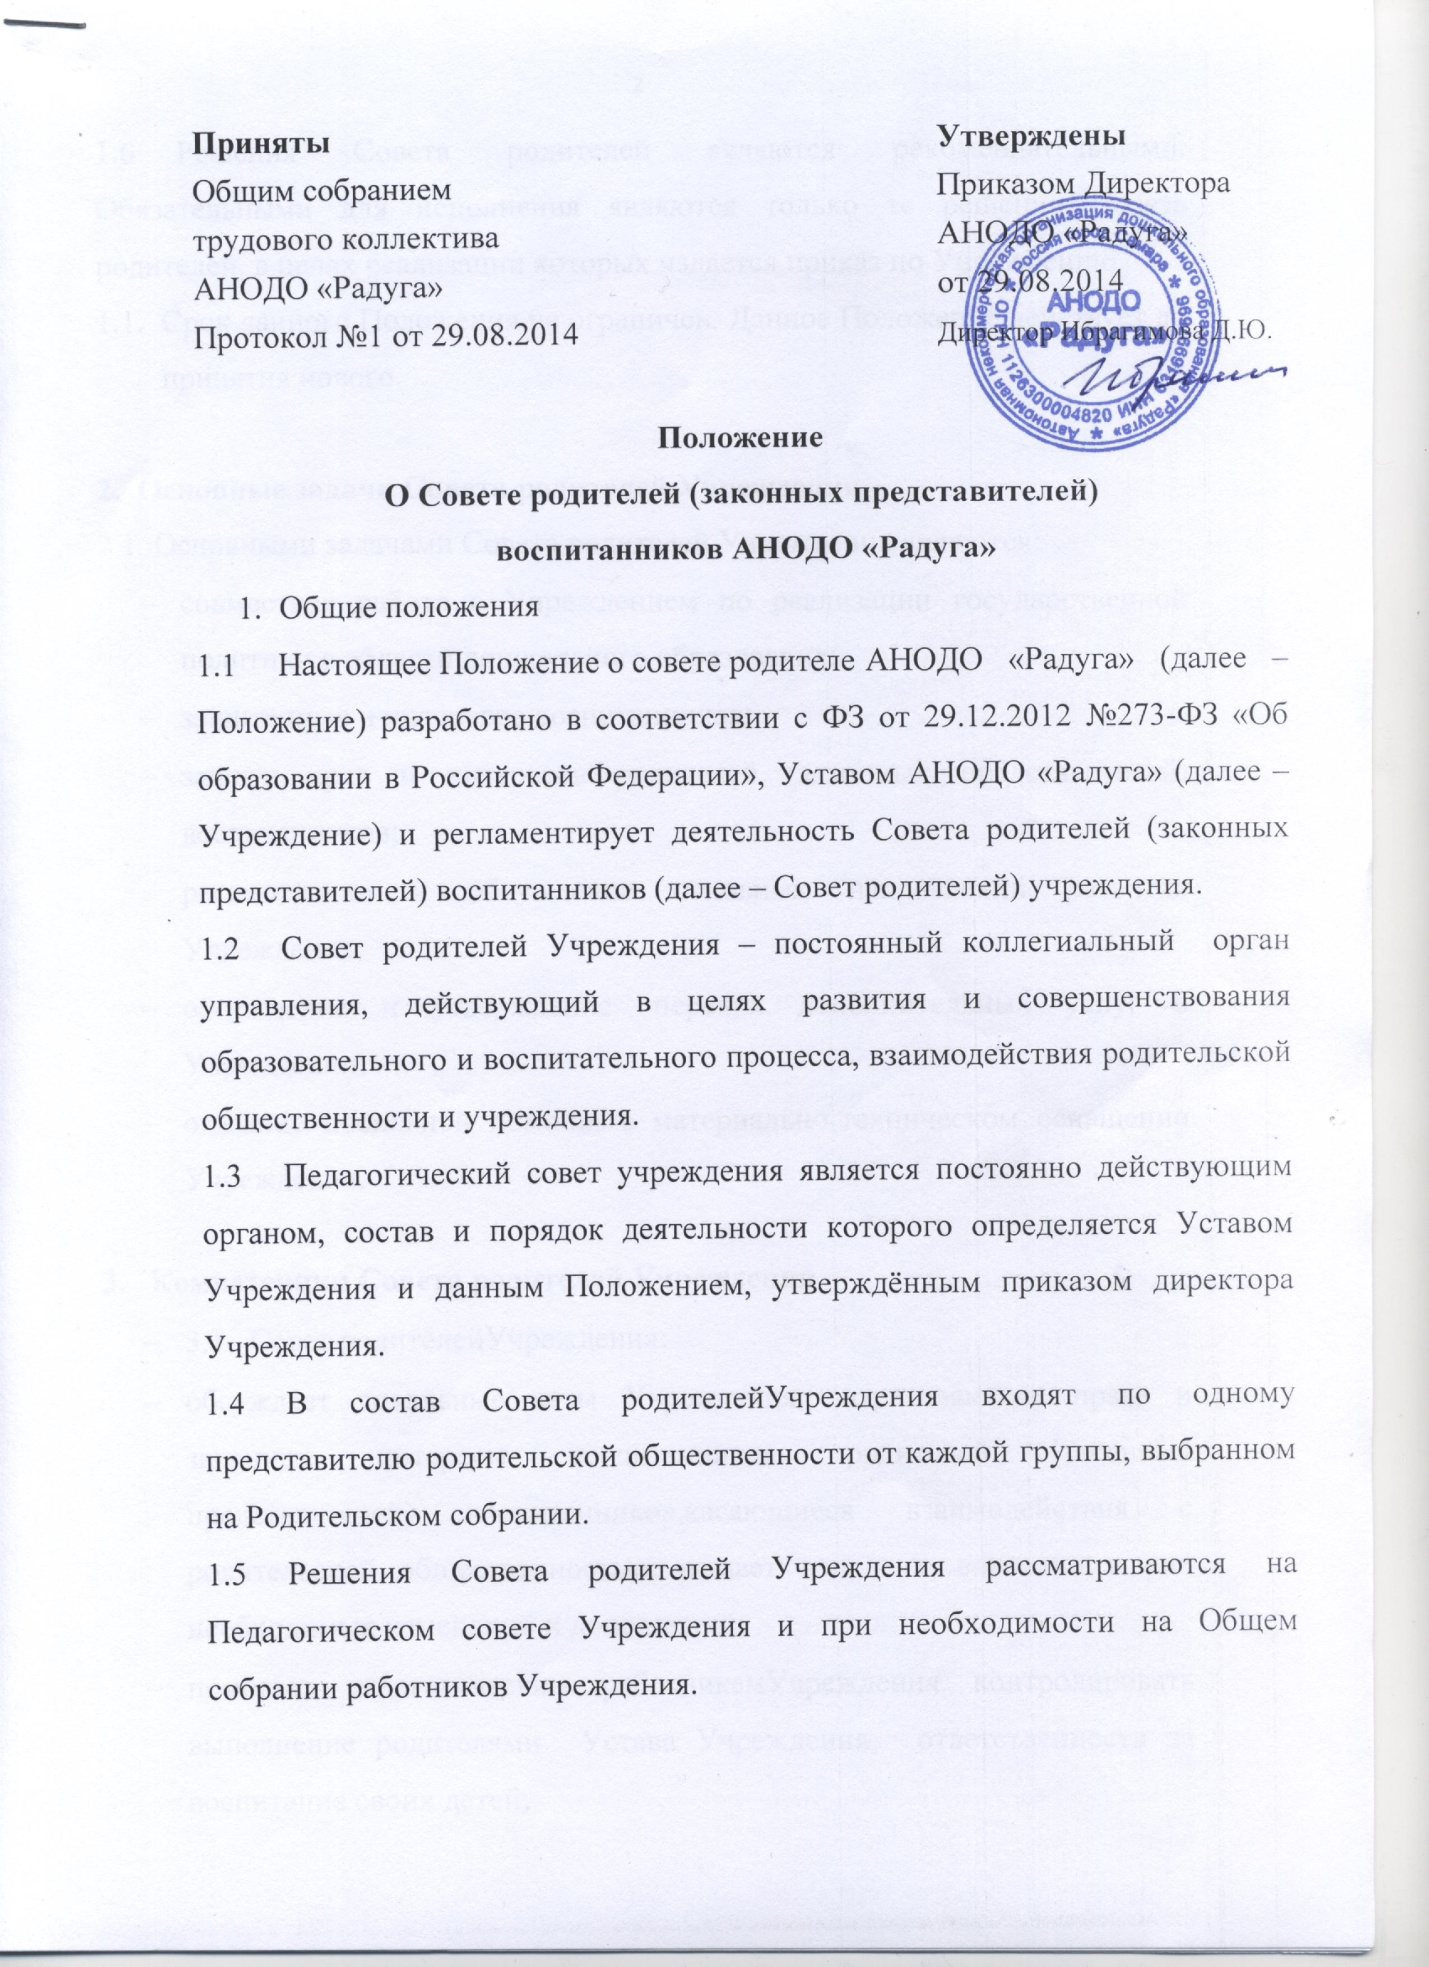 Приняты
Общим собранием
трудового коллектива
АНОДО «Радуга»
Протокол №1 от 29.08.2014
Утверждены
Приказом Директора
АНОДО «Радуга»
от 29.08.2014
Директор Ибрагимова Д.Ю.
АНОДО
«Радуга»
Положение
О Совете родителей (законных представителей)
воспитанников АНОДО «Радуга»
1. Общие положения
1.1 Настоящее Положение о совете родителе АНОДО «Радуга» (далее –
Положение) разработано в соответствии с ФЗ от 29.12.2012 №273-ФЗ «Об
образовании в Российской Федерации», Уставом АНОДО «Радуга» (далее –
Учреждение) и регламентирует деятельность Совета родителей (законных
представителей) воспитанников (далее – Совет родителей) учреждения.
1.2 Совет родителей Учреждения – постоянный коллегиальный орган
управления, действующий в целях развития и совершенствования
образовательного и воспитательного процесса, взаимодействия родительской
общественности и учреждения.
1.3 Педагогический совет учреждения является постоянно действующим
органом, состав и порядок деятельности которого определяется Уставом
Учреждения и данным Положением, утверждённым приказом директора
Учреждения.
1.4 В состав Совета родителейУчреждения входят по одному
представителю родительской общественности от каждой группы, выбранном
на Родительском собрании.
1.5 Решения Совета родителей Учреждения рассматриваются на
Педагогическом совете Учреждения и при необходимости на Общем
собрании работников Учреждения.